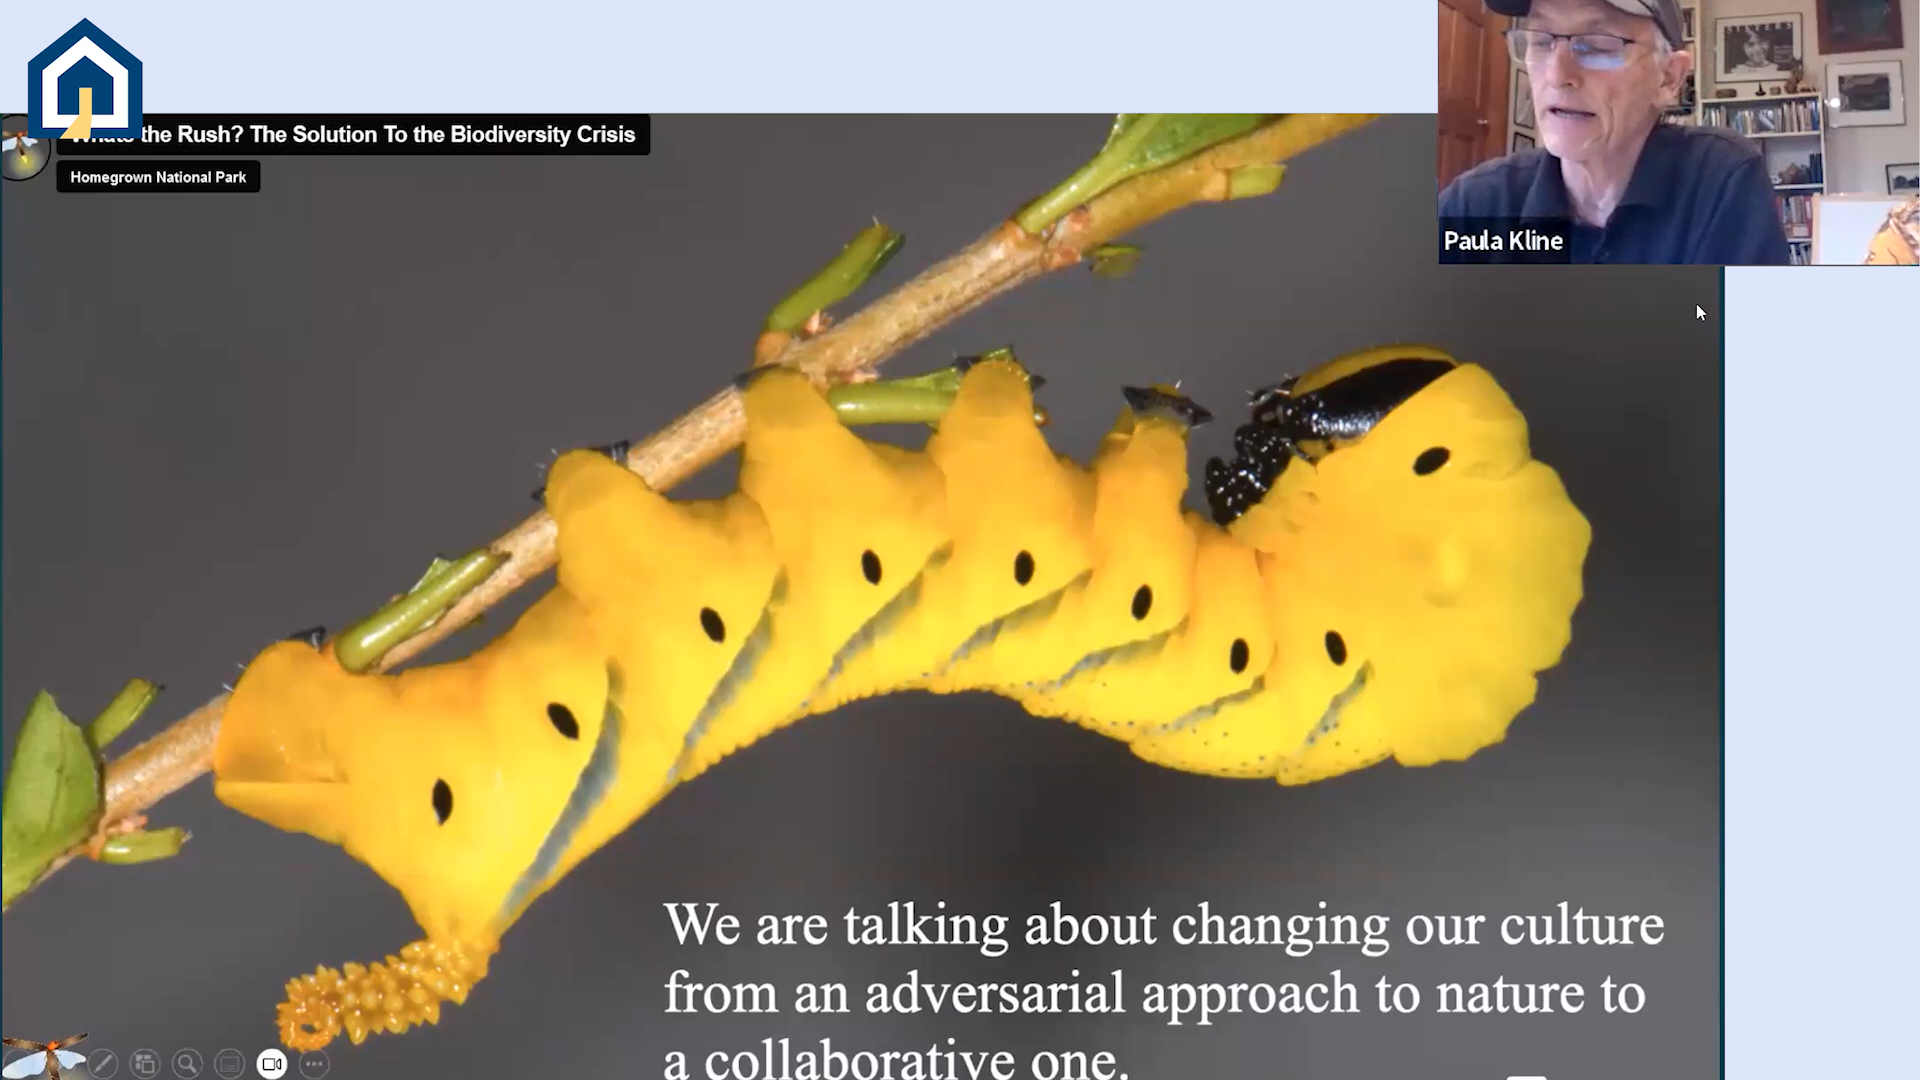 Whats the Rush? The Solution To the Biodiversity Crisis
Homegrown National Park
Paula Kline
We are talking about changing our culture
from an adversarial approach to nature to
a collaborative one.